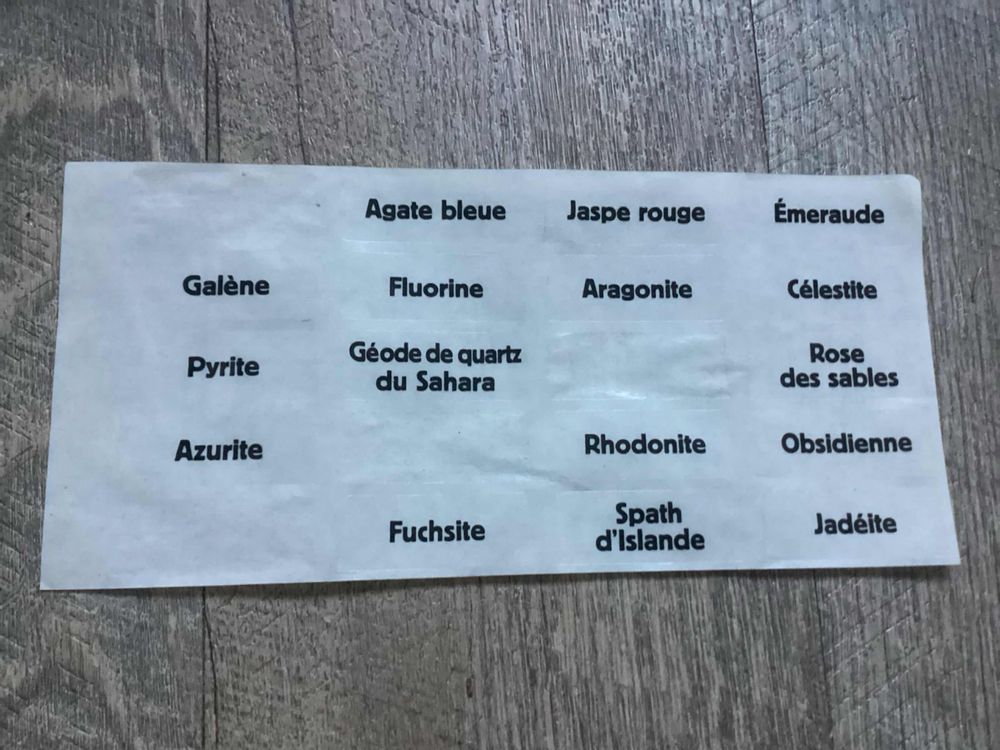 Agate bleue
Jaspe rouge
Émeraude
Galène
Fluorine
Aragonite
Célestite
Pyrite
Géode de quartz
du Sahara
Rose
des sables
Azurite
Rhodonite
Obsidienne
Fuchsite
Spath
d'Islande
Jadéite